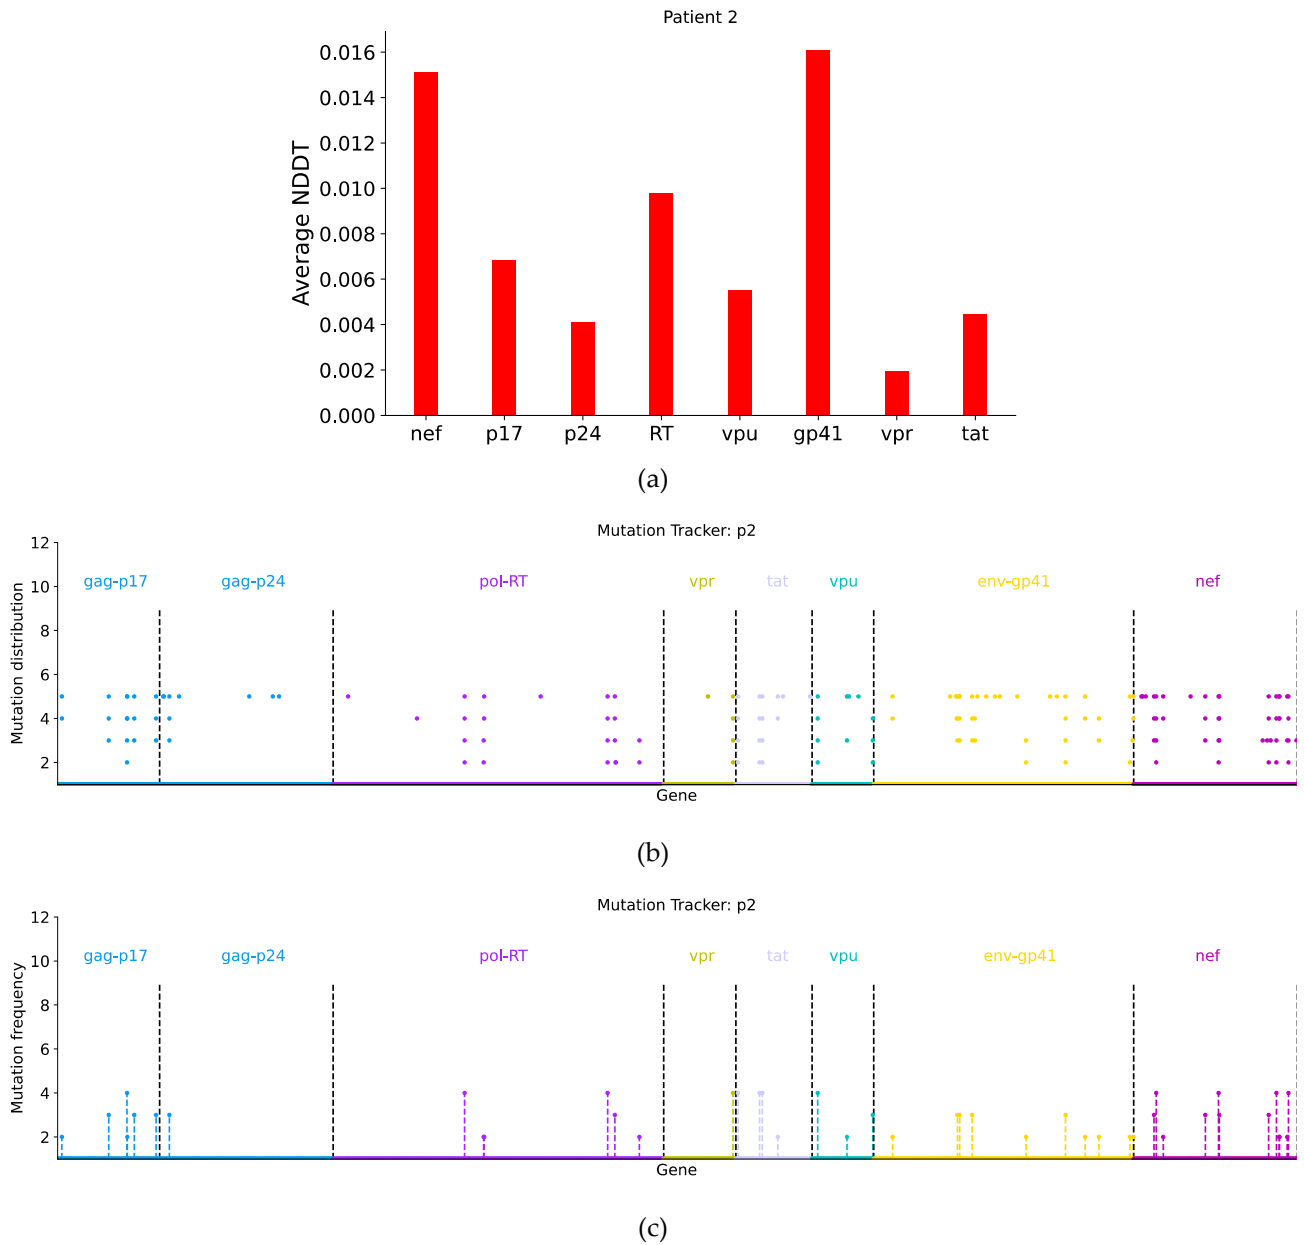 Patient 2
Average NDDT
0.016
0.014
0.012
0.010
0.008
0.006
0.004
0.002
0.000
nef p17 p24 RT vpu gp41 vpr tat
(a)
Mutation Tracker: p2
Mutation distribution
12
10
8
6
4
2
gag-p17 gag-p24 pol-RT vpr tat vpu env-gp41 nef
Gene
(b)
Mutation Tracker: p2
Mutation frequency
12
10
8
6
4
2
gag-p17 gag-p24 pol-RT vpr tat vpu env-gp41 nef
Gene
(c)